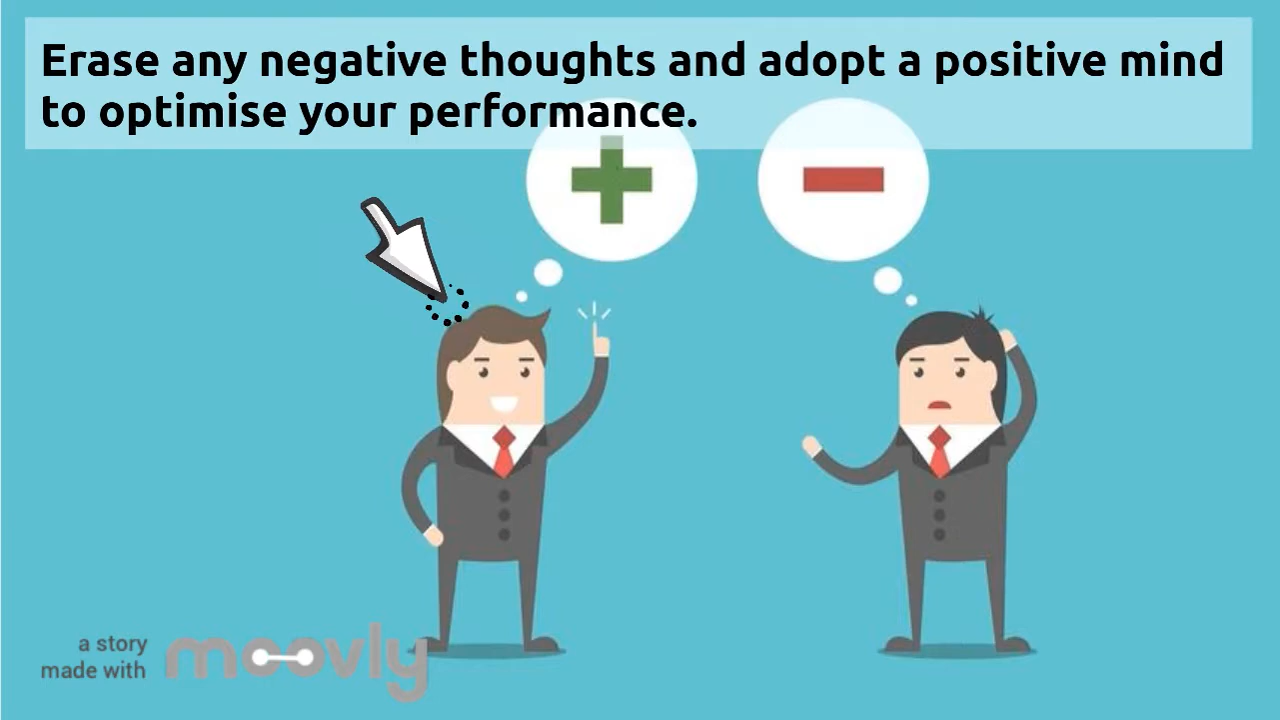 Erase any negative thoughts and adopt a positive mind
to optimise your performance.
a story
made with
moovly